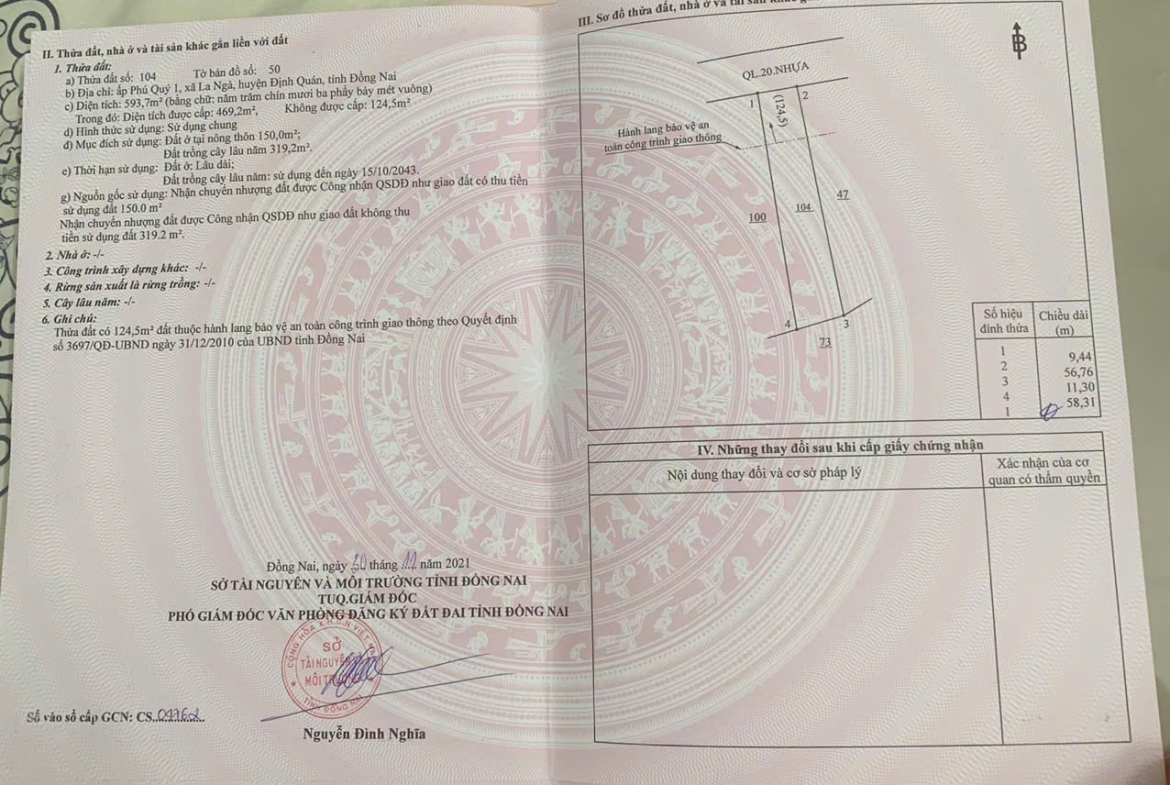 II. Thửa đất, nhà ở và tài sản khác gắn liền với đất
1. Thửa đất:
a) Thửa đất số: 104 Tờ bản đồ số: 50
b) Địa chỉ: ấp Phú Quý 1, xã La Ngà, huyện Định Quán, tỉnh Đồng Nai
c) Diện tích: 593,7m² (bằng chữ: năm trăm chín mươi ba phẩy bảy mét vuông)
Trong đó: Diện tích được cấp: 469,2m², Không được cấp: 124,5m²
d) Hình thức sử dụng: Sử dụng chung
đ) Mục đích sử dụng: Đất ở tại nông thôn 150,0m²;
Đất trồng cây lâu năm 319,2m².
e) Thời hạn sử dụng: Đất ở: Lâu dài;
Đất trồng cây lâu năm: sử dụng đến ngày 15/10/2043.
g) Nguồn gốc sử dụng: Nhận chuyển nhượng đất được Công nhận QSDĐ như giao đất có thu tiền
sử dụng đất 150.0 m²
Nhận chuyển nhượng đất được Công nhận QSDĐ như giao đất không thu
tiền sử dụng đất 319.2 m².
2. Nhà ở: -/-
3. Công trình xây dựng khác: -/-
4. Rừng sản xuất là rừng trồng: -/-
5. Cây lâu năm: -/-
6. Ghi chú:
Thửa đất có 124,5m² đất thuộc hành lang bảo vệ an toàn công trình giao thông theo Quyết định
số 3697/QĐ-UBND ngày 31/12/2010 của UBND tỉnh Đồng Nai
Đồng Nai, ngày 30 tháng 11 năm 2021
SỞ TÀI NGUYÊN VÀ MÔI TRƯỜNG TỈNH ĐỒNG NAI
TUQ.GIÁM ĐỐC
PHÓ GIÁM ĐỐC VĂN PHÒNG ĐĂNG KÝ ĐẤT ĐAI TỈNH ĐỒNG NAI
SỞ
TÀI NGUYÊN
MÔI
TỈNH ĐỒNG NAI
Nguyễn Đình Nghĩa
Số vào sổ cấp GCN: CS
III. Sơ đồ thửa đất, nhà ở và tài sản
B
QL.20.NHỰA
1
2
(124,5)
Hành lang bảo vệ an
toàn công trình giao thông
47
104
100
4
3
73
Số hiệu đỉnh thửa Chiều dài (m)
1
9,44
2
56,76
3
11,30
4
58,31
1
IV. Những thay đổi sau khi cấp giấy chứng nhận
Nội dung thay đổi và cơ sở pháp lý
Xác nhận của cơ
quan có thẩm quyền